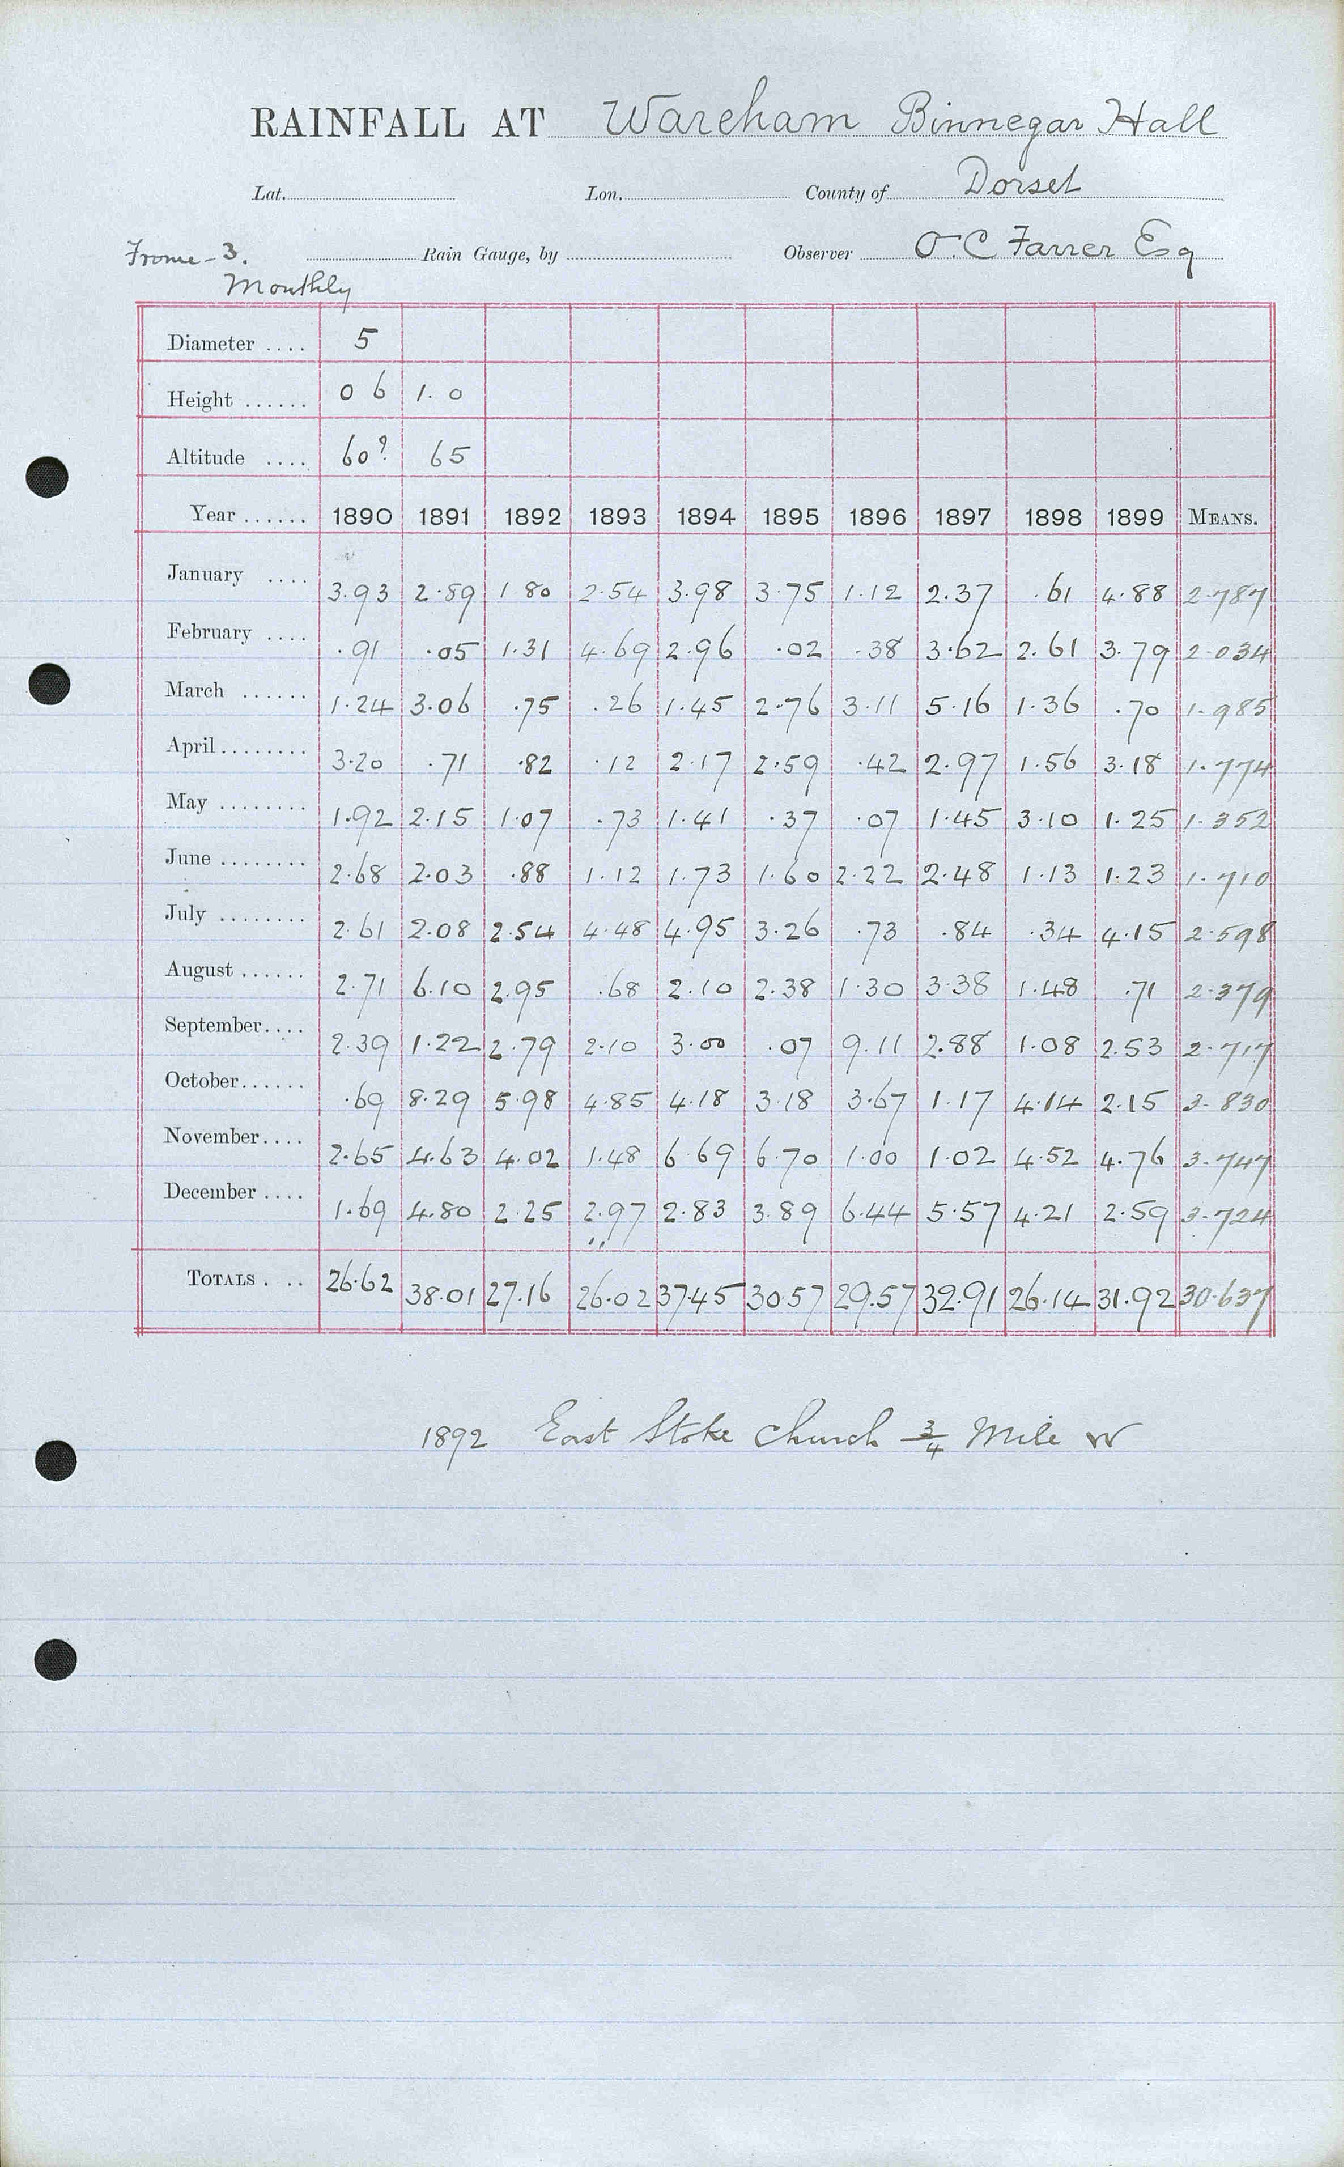 RAINFALL AT Wareham Binnegar Hall
Lat. Lon. County of Dorset
Frome - 3. Rain Gauge, by Observer O. C Farrer Esq
Monthly
Diameter .... 5
Height ...... 0 6 1. 0
Altitude .... 60? 65
Year ...... 1890 1891 1892 1893 1894 1895 1896 1897 1898 1899 MEANS.
January .... 3.93 2.89 1.80 2.54 3.98 3.75 1.12 2.37 .61 4.88 2.787
February .... .91 .05 1.31 4.69 2.96 .02 .38 3.62 2.61 3.79 2.034
March ...... 1.24 3.06 .75 .26 1.45 2.76 3.11 5.16 1.36 .70 1.985
April ........ 3.20 .71 .82 .12 2.17 2.59 .42 2.97 1.56 3.18 1.774
May ........ 1.92 2.15 1.07 .73 1.41 .37 .07 1.45 3.10 1.25 1.352
June ........ 2.68 2.03 .88 1.12 1.73 1.60 2.22 2.48 1.13 1.23 1.710
July ........ 2.61 2.08 2.54 4.48 4.95 3.26 .73 .84 .34 4.15 2.598
August ...... 2.71 6.10 2.95 .68 2.10 2.38 1.30 3.38 1.48 .71 2.379
September.... 2.39 1.22 2.79 2.10 3.00 .07 9.11 2.88 1.08 2.53 2.717
October...... .69 8.29 5.98 4.85 4.18 3.18 3.67 1.17 4.14 2.15 3.830
November.... 2.65 4.63 4.02 1.48 6.69 6.70 1.00 1.02 4.52 4.76 3.747
December .... 1.69 4.80 2.25 2.97 2.83 3.89 6.44 5.57 4.21 2.59 3.724
TOTALS . .. 26.62 38.01 27.16 26.02 37.45 30.57 29.57 32.91 26.14 31.92 30.637
1892 East Stoke Church 3/4 Mile W